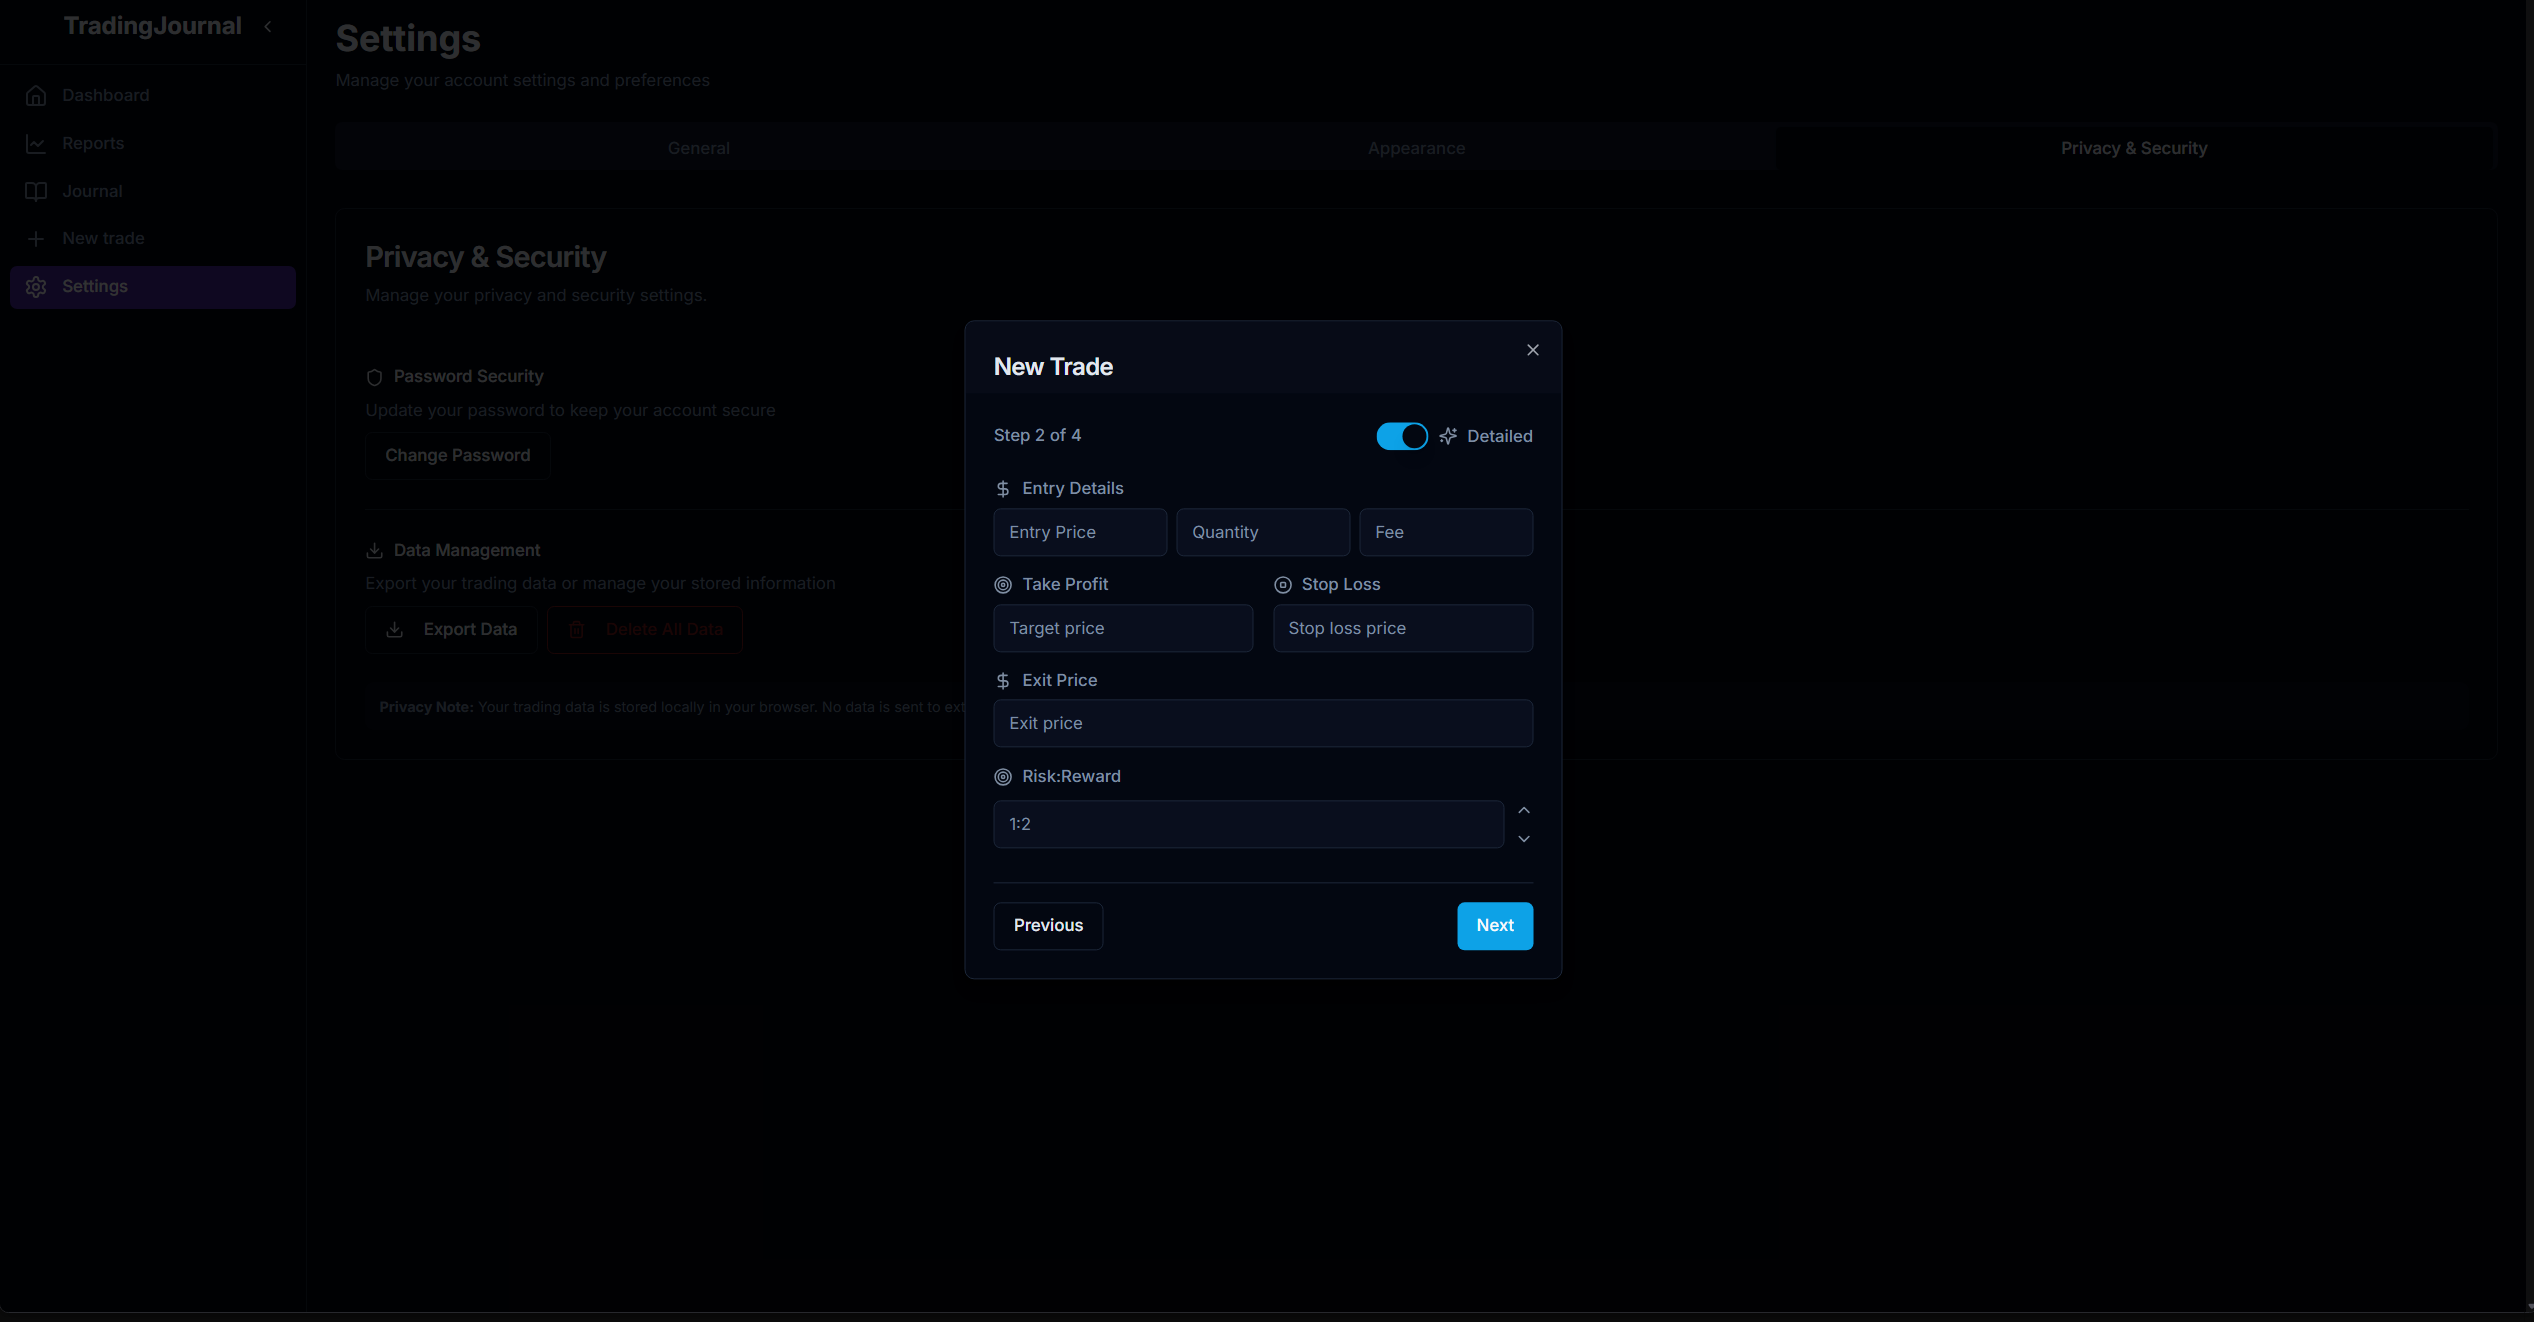 TradingJournal
Dashboard
Reports
Journal
New trade
Settings
Settings
Manage your account settings and preferences
General
Appearance
Privacy & Security
Privacy & Security
Manage your privacy and security settings.
Password Security
Update your password to keep your account secure
Change Password
Data Management
Export your trading data or manage your stored information
Export Data
Delete All Data
Privacy Note: Your trading data is stored locally in your browser. No data is sent to ext
New Trade
Step 2 of 4
Detailed
Entry Details
Entry Price
Quantity
Fee
Take Profit
Stop Loss
Target price
Stop loss price
Exit Price
Exit price
Risk:Reward
1:2
Previous
Next